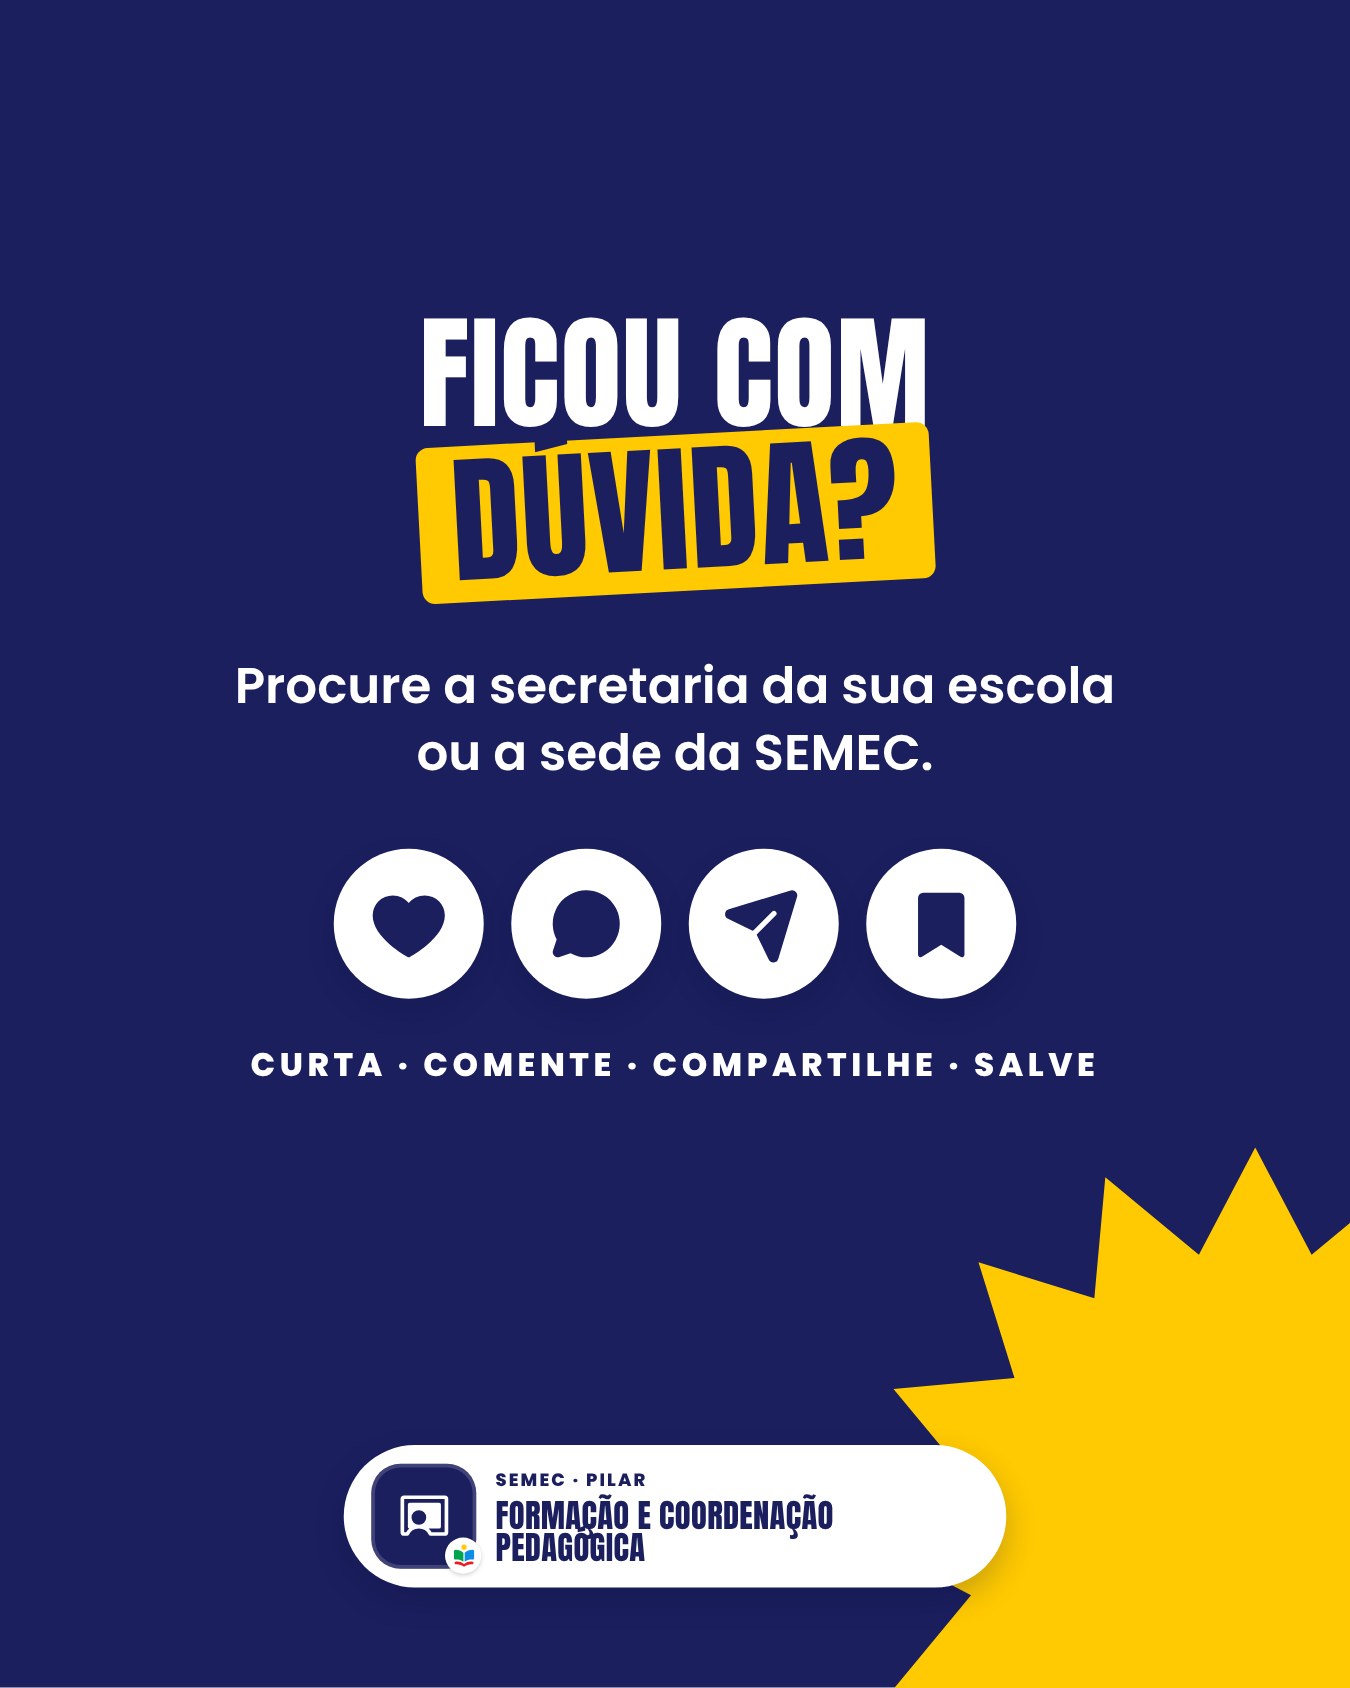 FICOU COM
DÚVIDA?
Procure a secretaria da sua escola
ou a sede da SEMEC.
CURTA · COMENTE · COMPARTILHE · SALVE
SEMEC · PILAR
FORMAÇÃO E COORDENAÇÃO
PEDAGÓGICA